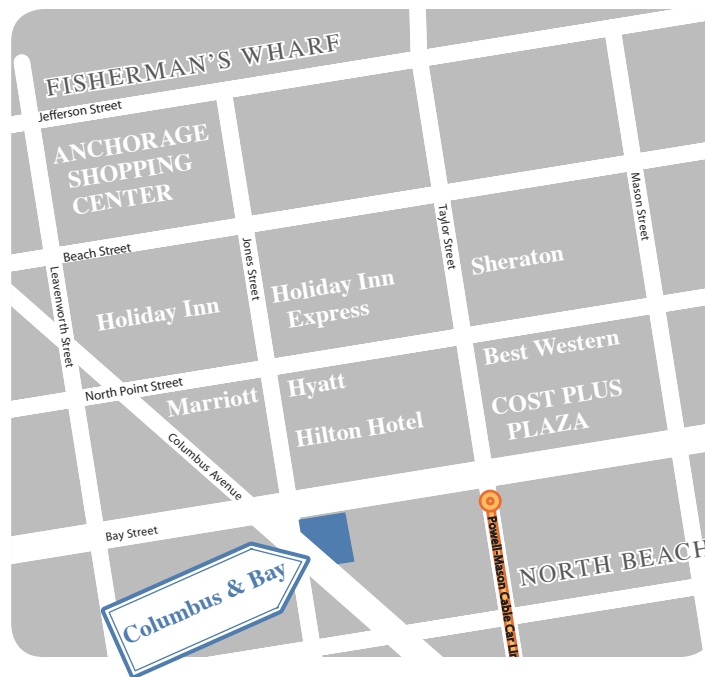 FISHERMAN'S WHARF
Jefferson Street
ANCHORAGE
SHOPPING
CENTER
Beach Street
Leavenworth Street
Jones Street
Taylor Street
Mason Street
Holiday Inn
Holiday Inn
Express
Sheraton
North Point Street
Marriott
Hyatt
Hilton Hotel
Best Western
COST PLUS
PLAZA
Columbus Avenue
Bay Street
Columbus & Bay
Powell-Mason Cable Car Lin
NORTH BEACH